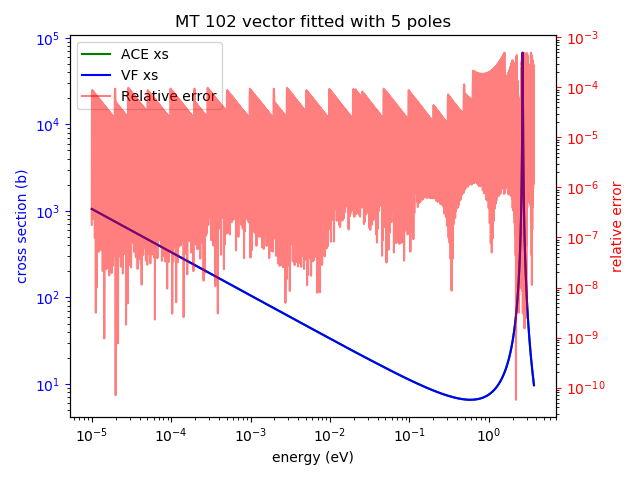 MT 102 vector fitted with 5 poles
ACE xs
VF xs
Relative error
cross section (b)
10^5
10^4
10^3
10^2
10^1
relative error
10^-3
10^-4
10^-5
10^-6
10^-7
10^-8
10^-9
10^-10
10^-5 10^-4 10^-3 10^-2 10^-1 10^0
energy (eV)